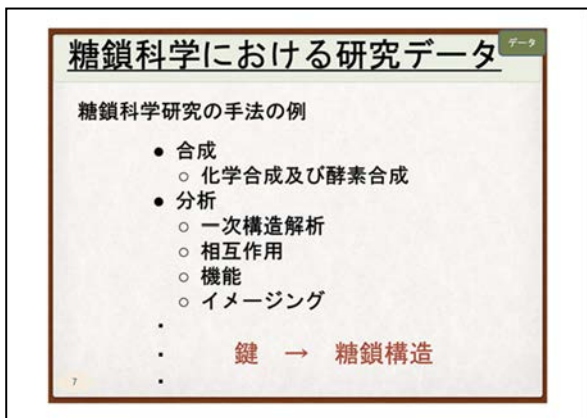 データ
糖鎖科学における研究データ
糖鎖科学研究の手法の例
● 合成
○ 化学合成及び酵素合成
● 分析
○ 一次構造解析
○ 相互作用
○ 機能
○ イメージング
・
・ 鍵 → 糖鎖構造
・
7